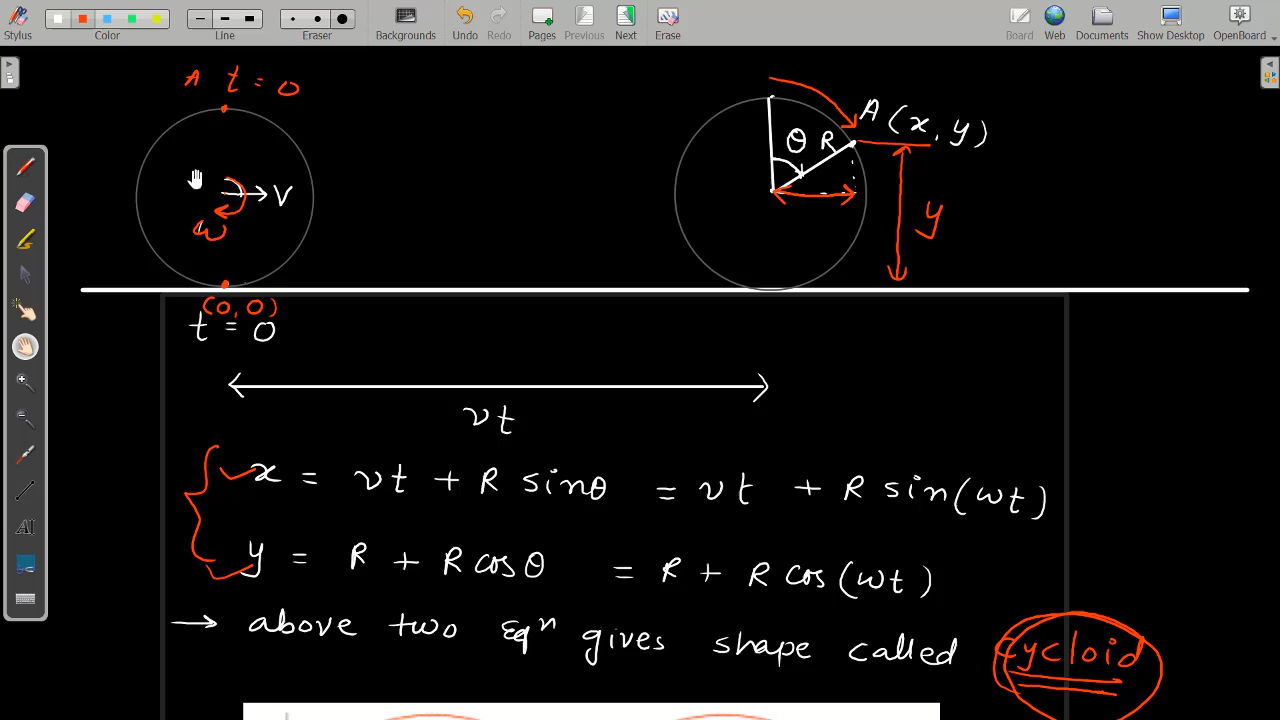 Stylus Color Line Eraser Backgrounds Undo Redo Pages Previous Next Erase Board Web Documents Show Desktop OpenBoard
A t = 0
θ R A (x, y)
V
ω
y
(0, 0)
t = 0
vt
x = vt + R sinθ = vt + R sin(ωt)
y = R + R cosθ = R + R cos(ωt)
→ above two Eqⁿ gives shape called cycloid